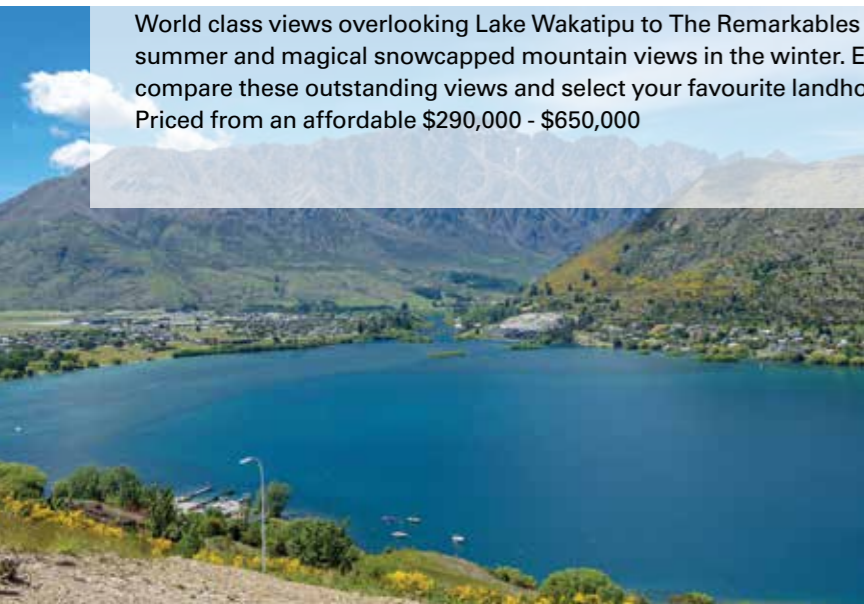 World class views overlooking Lake Wakatipu to The Remarkables
summer and magical snowcapped mountain views in the winter. E
compare these outstanding views and select your favourite landho
Priced from an affordable $290,000 - $650,000